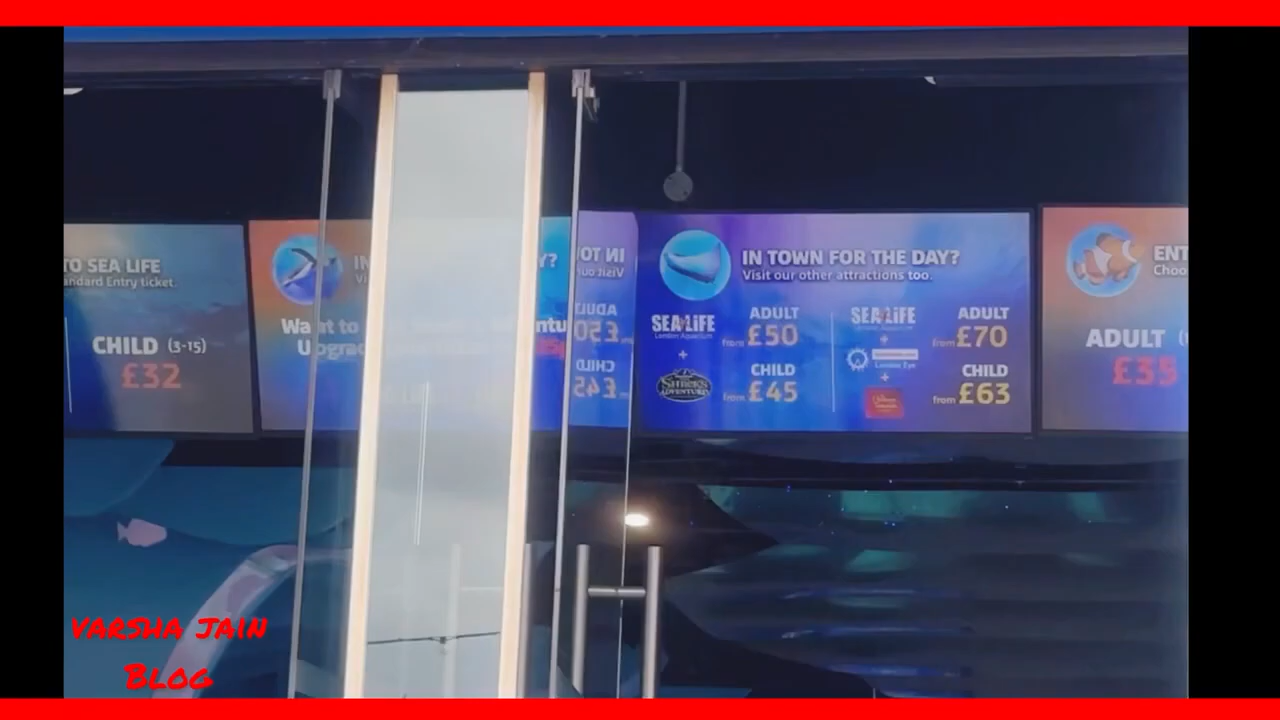 TO SEA LIFE
andard Entry ticket.
CHILD (3-15)
£32
Want to
Upgrad
IN TOWN FOR THE DAY?
Visit our other attractions too.
SEA LIFE
London Aquarium
+
SHREK'S
ADVENTURE!
ADULT
from £50
CHILD
from £45
SEA LIFE
London Aquarium
+
London Eye
+
ADULT
from £70
CHILD
from £63
ENT
Choo
ADULT
£35
VARSHA JAIN
BLOG